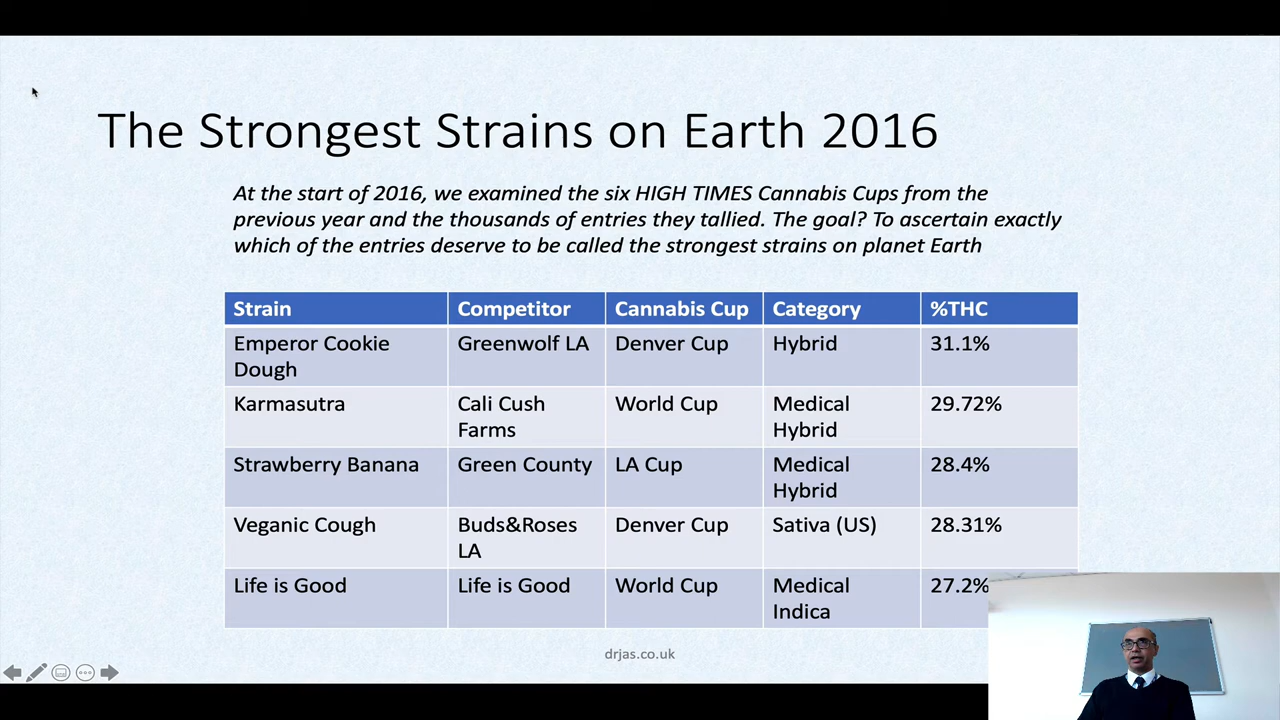 The Strongest Strains on Earth 2016
At the start of 2016, we examined the six HIGH TIMES Cannabis Cups from the
previous year and the thousands of entries they tallied. The goal? To ascertain exactly
which of the entries deserve to be called the strongest strains on planet Earth
Strain Competitor Cannabis Cup Category %THC
Emperor Cookie Dough Greenwolf LA Denver Cup Hybrid 31.1%
Karmasutra Cali Cush Farms World Cup Medical Hybrid 29.72%
Strawberry Banana Green County LA Cup Medical Hybrid 28.4%
Veganic Cough Buds&Roses LA Denver Cup Sativa (US) 28.31%
Life is Good Life is Good World Cup Medical Indica 27.2%
drjas.co.uk